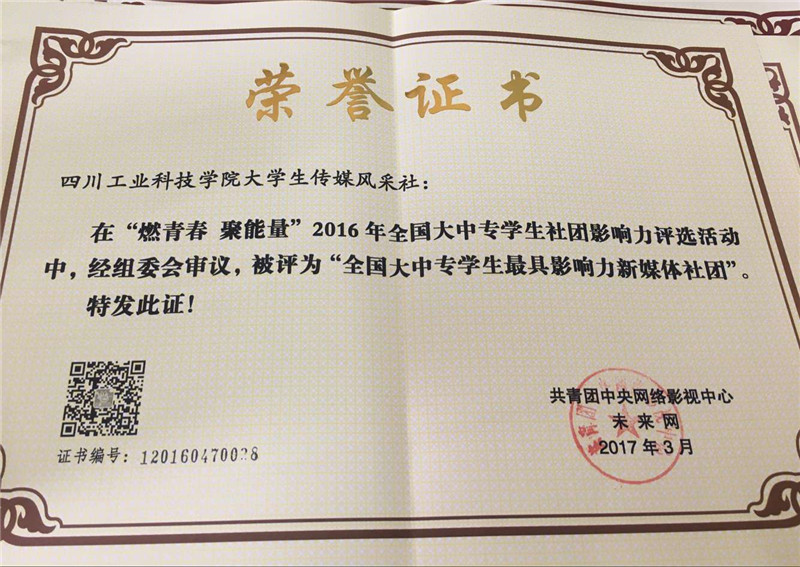 荣誉证书
四川工业科技学院大学生传媒风采社：
在“燃青春 聚能量”2016年全国大中专学生社团影响力评选活动
中，经组委会审议，被评为“全国大中专学生最具影响力新媒体社团”。
特发此证！
共青团中央网络影视中心
未来网
2017年3月
证书编号：120160470028